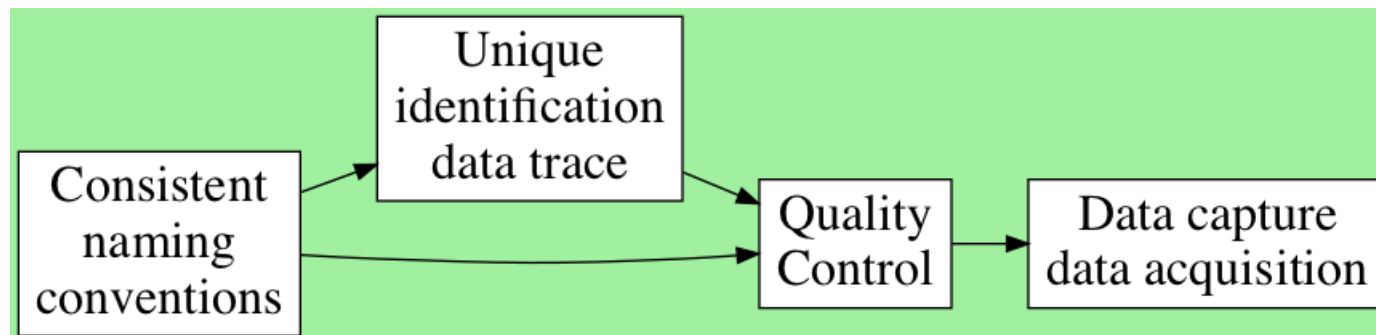 Unique
identification
data trace
Consistent
naming
conventions
Quality
Control
Data capture
data acquisition